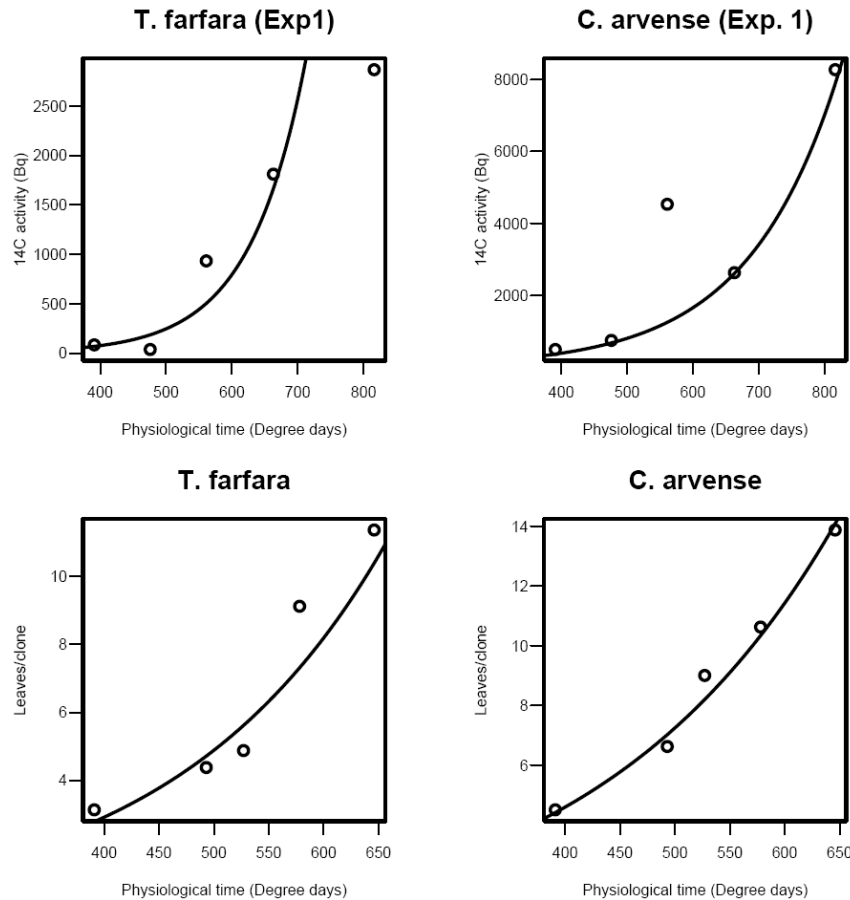 T. farfara (Exp1)
C. arvense (Exp. 1)
14C activity (Bq)
2500
2000
1500
1000
500
0
400 500 600 700 800
Physiological time (Degree days)
14C activity (Bq)
8000
6000
4000
2000
400 500 600 700 800
Physiological time (Degree days)
T. farfara
C. arvense
Leaves/clone
10
8
6
4
400 450 500 550 600 650
Physiological time (Degree days)
Leaves/clone
14
12
10
8
6
400 450 500 550 600 650
Physiological time (Degree days)